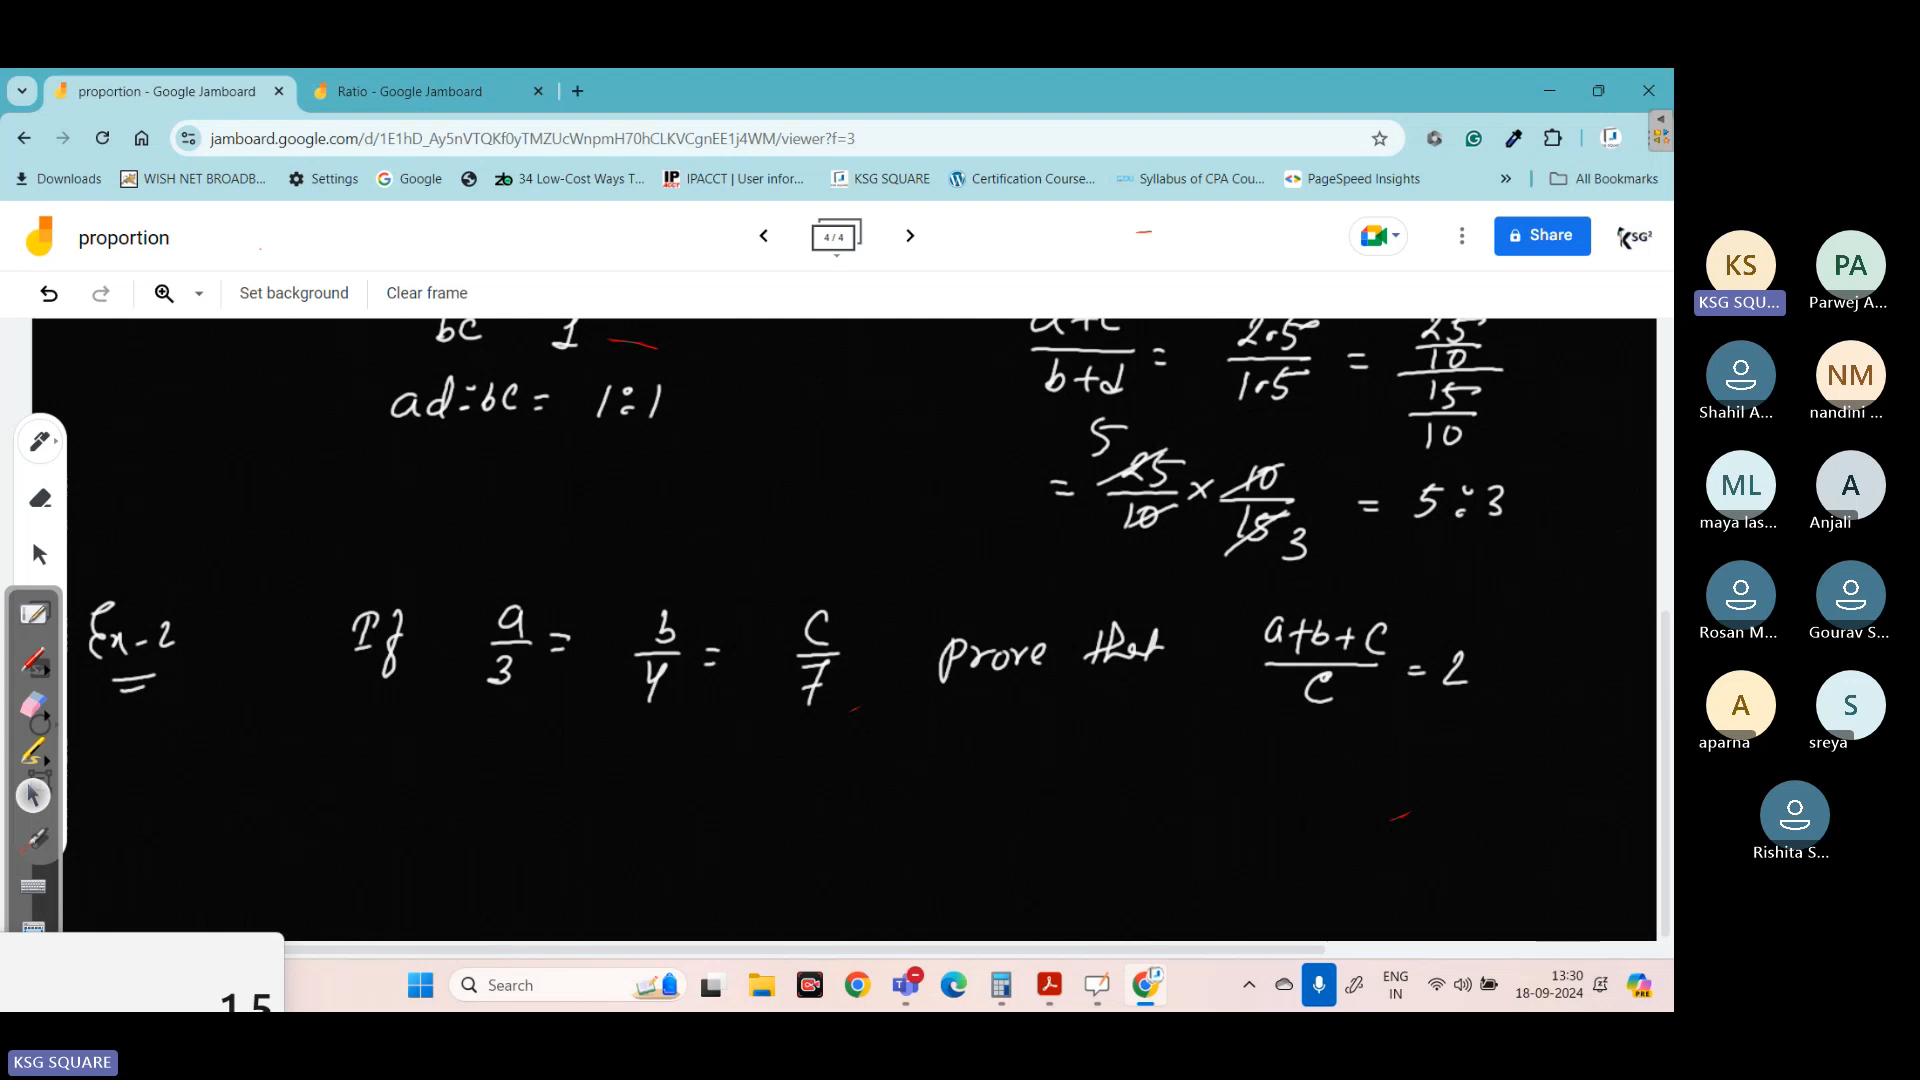 proportion - Google Jamboard
Ratio - Google Jamboard
jamboard.google.com/d/1E1hD_Ay5nVTQKf0yTMZUcWnpmH70hCLKVCgnEE1j4WM/viewer?f=3
Downloads WISH NET BROADB... Settings Google 34 Low-Cost Ways T... IPACCT | User infor... KSG SQUARE Certification Course... Syllabus of CPA Cou... PageSpeed Insights » All Bookmarks
proportion
4 / 4
Share
KSG²
Set background Clear frame
bc 1
ad:bc = 1:1
a+c / b+d = 2.5 / 1.5 = 25/10 / 15/10
= 5 25/10 × 10/15 3 = 5:3
Ex-2 If a/3 = b/4 = c/7 prove that a+b+c / c = 2
KS
KSG SQU...
PA
Parwej A...
Shahil A...
NM
nandini ...
ML
maya las...
A
Anjali
Rosan M...
Gourav S...
A
aparna
S
sreya
Rishita S...
15
Search
ENG
IN
13:30
18-09-2024
PRE
KSG SQUARE